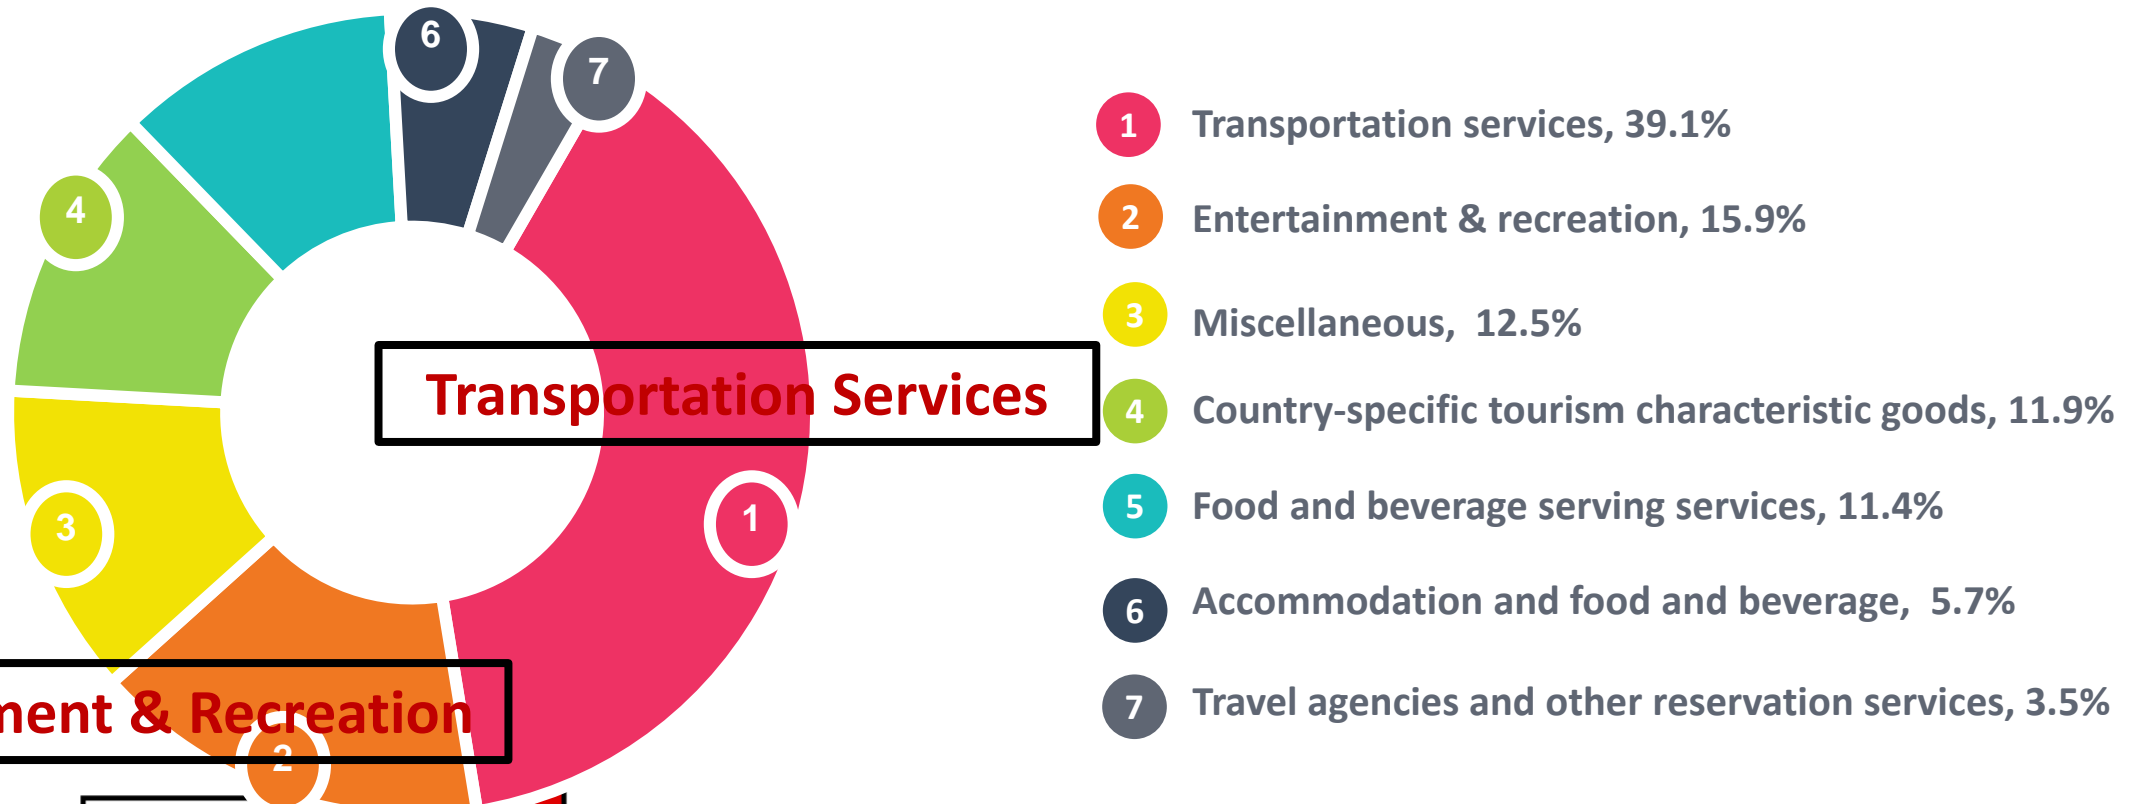 6
7
4
3
1
2
Transportation Services
ment & Recreation
1 Transportation services, 39.1%
2 Entertainment & recreation, 15.9%
3 Miscellaneous, 12.5%
4 Country-specific tourism characteristic goods, 11.9%
5 Food and beverage serving services, 11.4%
6 Accommodation and food and beverage, 5.7%
7 Travel agencies and other reservation services, 3.5%